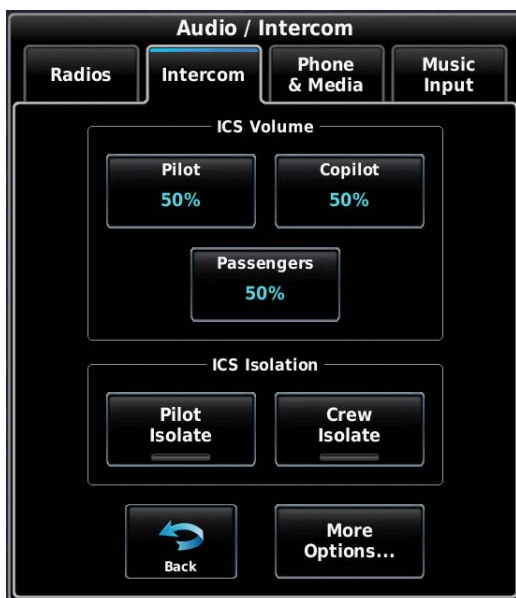 Audio / Intercom
Radios
Intercom
Phone
& Media
Music
Input
ICS Volume
Pilot
50%
Copilot
50%
Passengers
50%
ICS Isolation
Pilot
Isolate
Crew
Isolate
Back
More
Options...